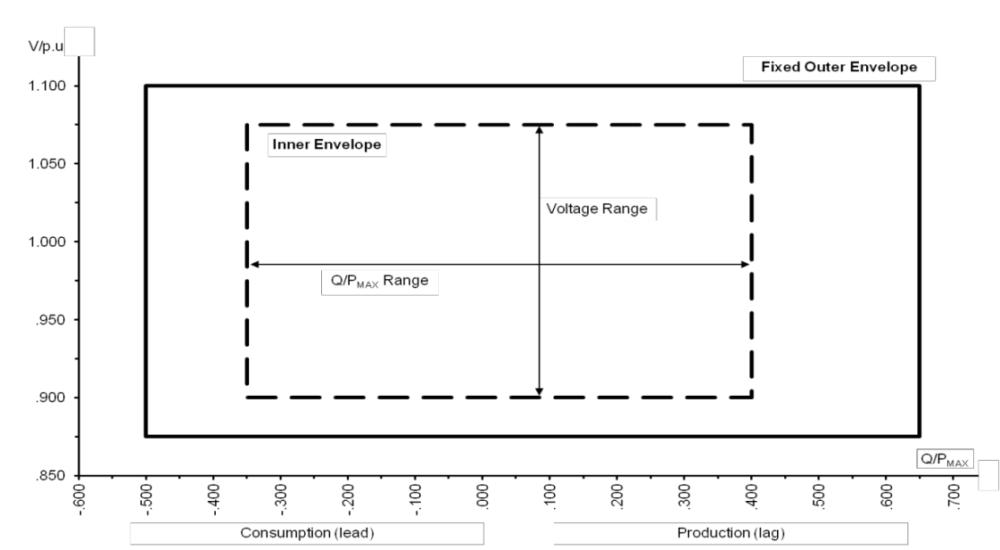 V/p.u
Fixed Outer Envelope
1.100
Inner Envelope
1.050
Voltage Range
1.000
Q/PMAX Range
.950
.900
.850
Q/PMAX
-.600
-.500
-.400
-.300
-.200
-.100
.000
.100
.200
.300
.400
.500
.600
.700
Consumption (lead)
Production (lag)